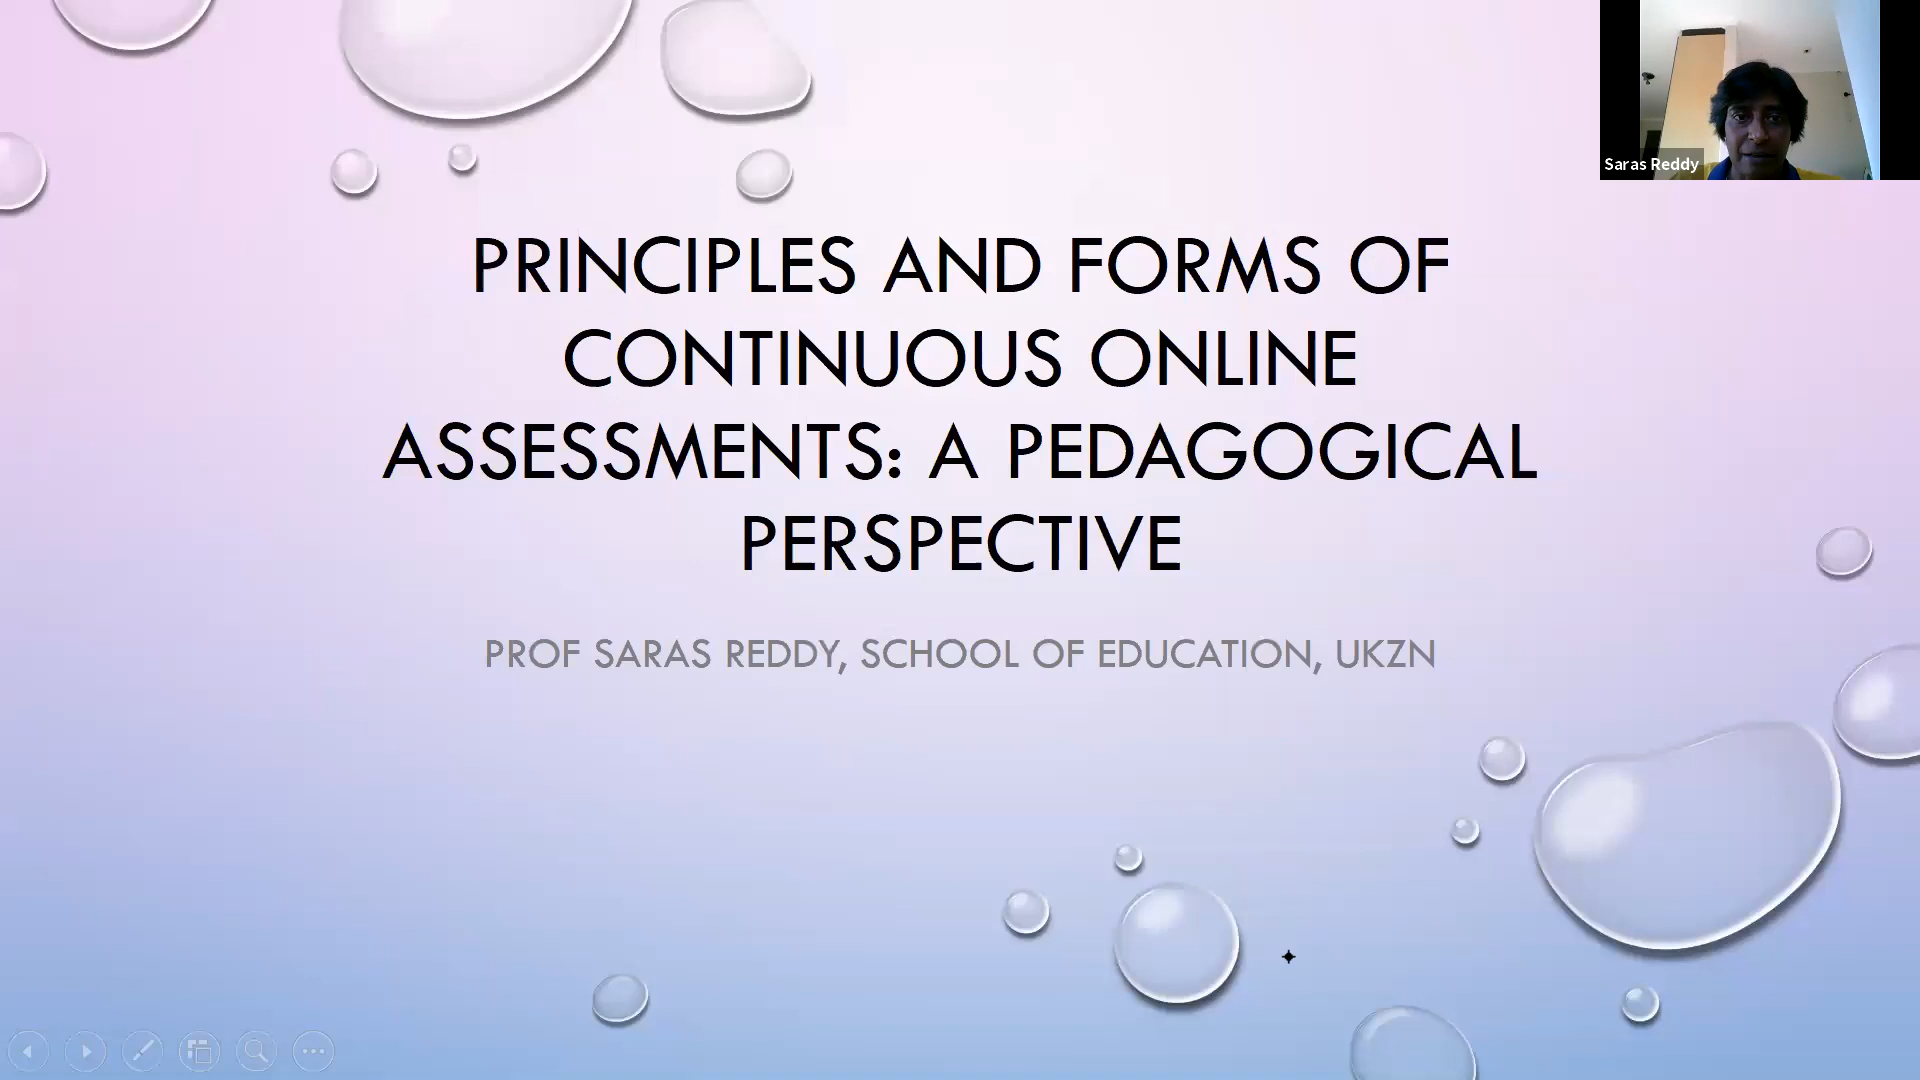 PRINCIPLES AND FORMS OF
CONTINUOUS ONLINE
ASSESSMENTS: A PEDAGOGICAL
PERSPECTIVE
PROF SARAS REDDY, SCHOOL OF EDUCATION, UKZN
Saras Reddy